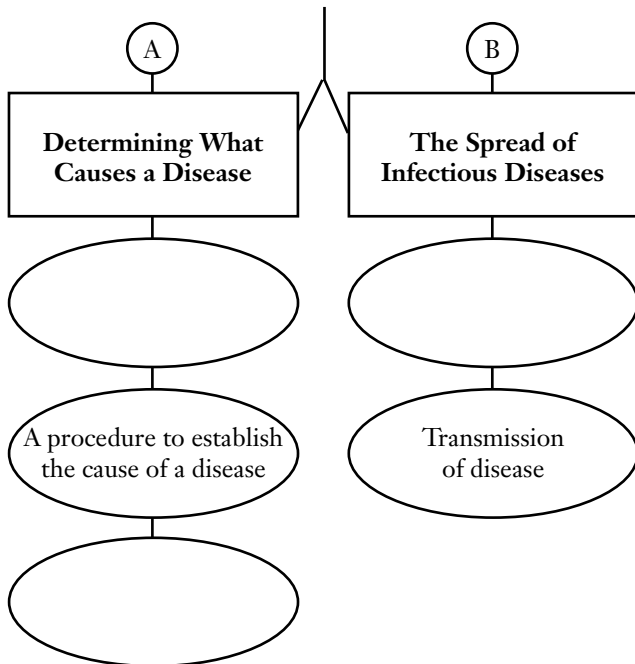 A
Determining What
Causes a Disease
A procedure to establish
the cause of a disease
B
The Spread of
Infectious Diseases
Transmission
of disease